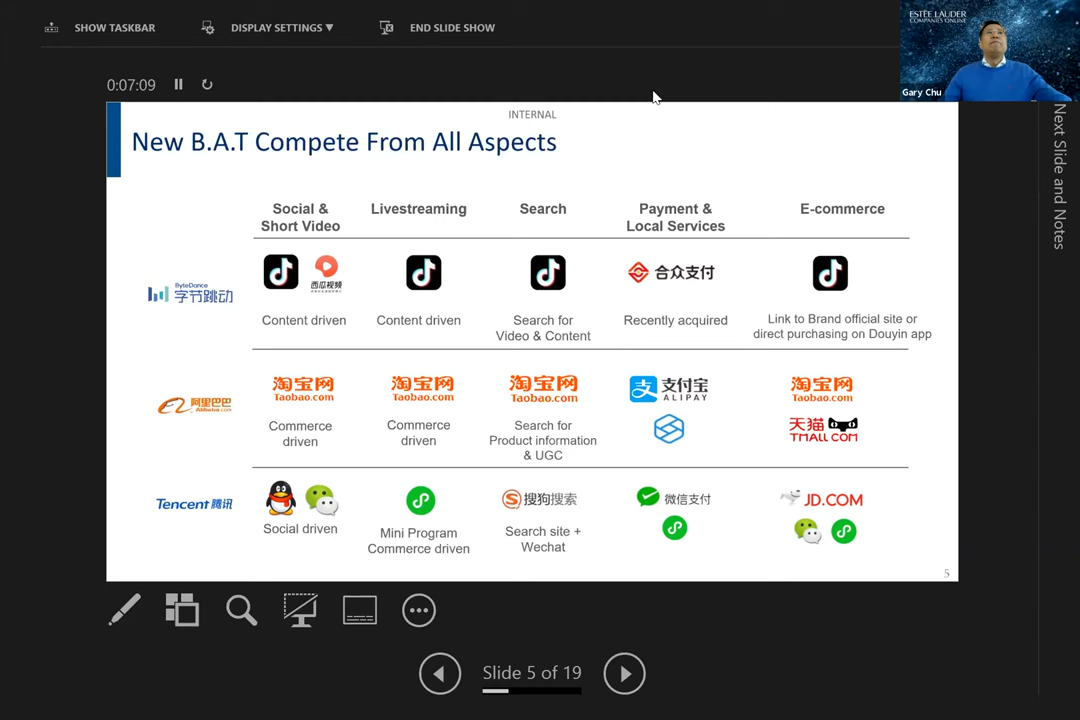 SHOW TASKBAR
DISPLAY SETTINGS ▼
END SLIDE SHOW
ESTĒE LAUDER
COMPANIES ONLINE
Gary Chu
0:07:09
Next Slide and Notes
INTERNAL
New B.A.T Compete From All Aspects
Social &
Short Video
Livestreaming
Search
Payment &
Local Services
E-commerce
ByteDance
字节跳动
西瓜视频
合众支付
Content driven
Content driven
Search for
Video & Content
Recently acquired
Link to Brand official site or
direct purchasing on Douyin app
阿里巴巴
Alibaba.com
淘宝网
Taobao.com
淘宝网
Taobao.com
淘宝网
Taobao.com
支付宝
ALIPAY
淘宝网
Taobao.com
天猫
TMALL.COM
Commerce
driven
Commerce
driven
Search for
Product information
& UGC
Tencent 腾讯
搜狗搜索
微信支付
JD.COM
Social driven
Mini Program
Commerce driven
Search site +
Wechat
5
Slide 5 of 19